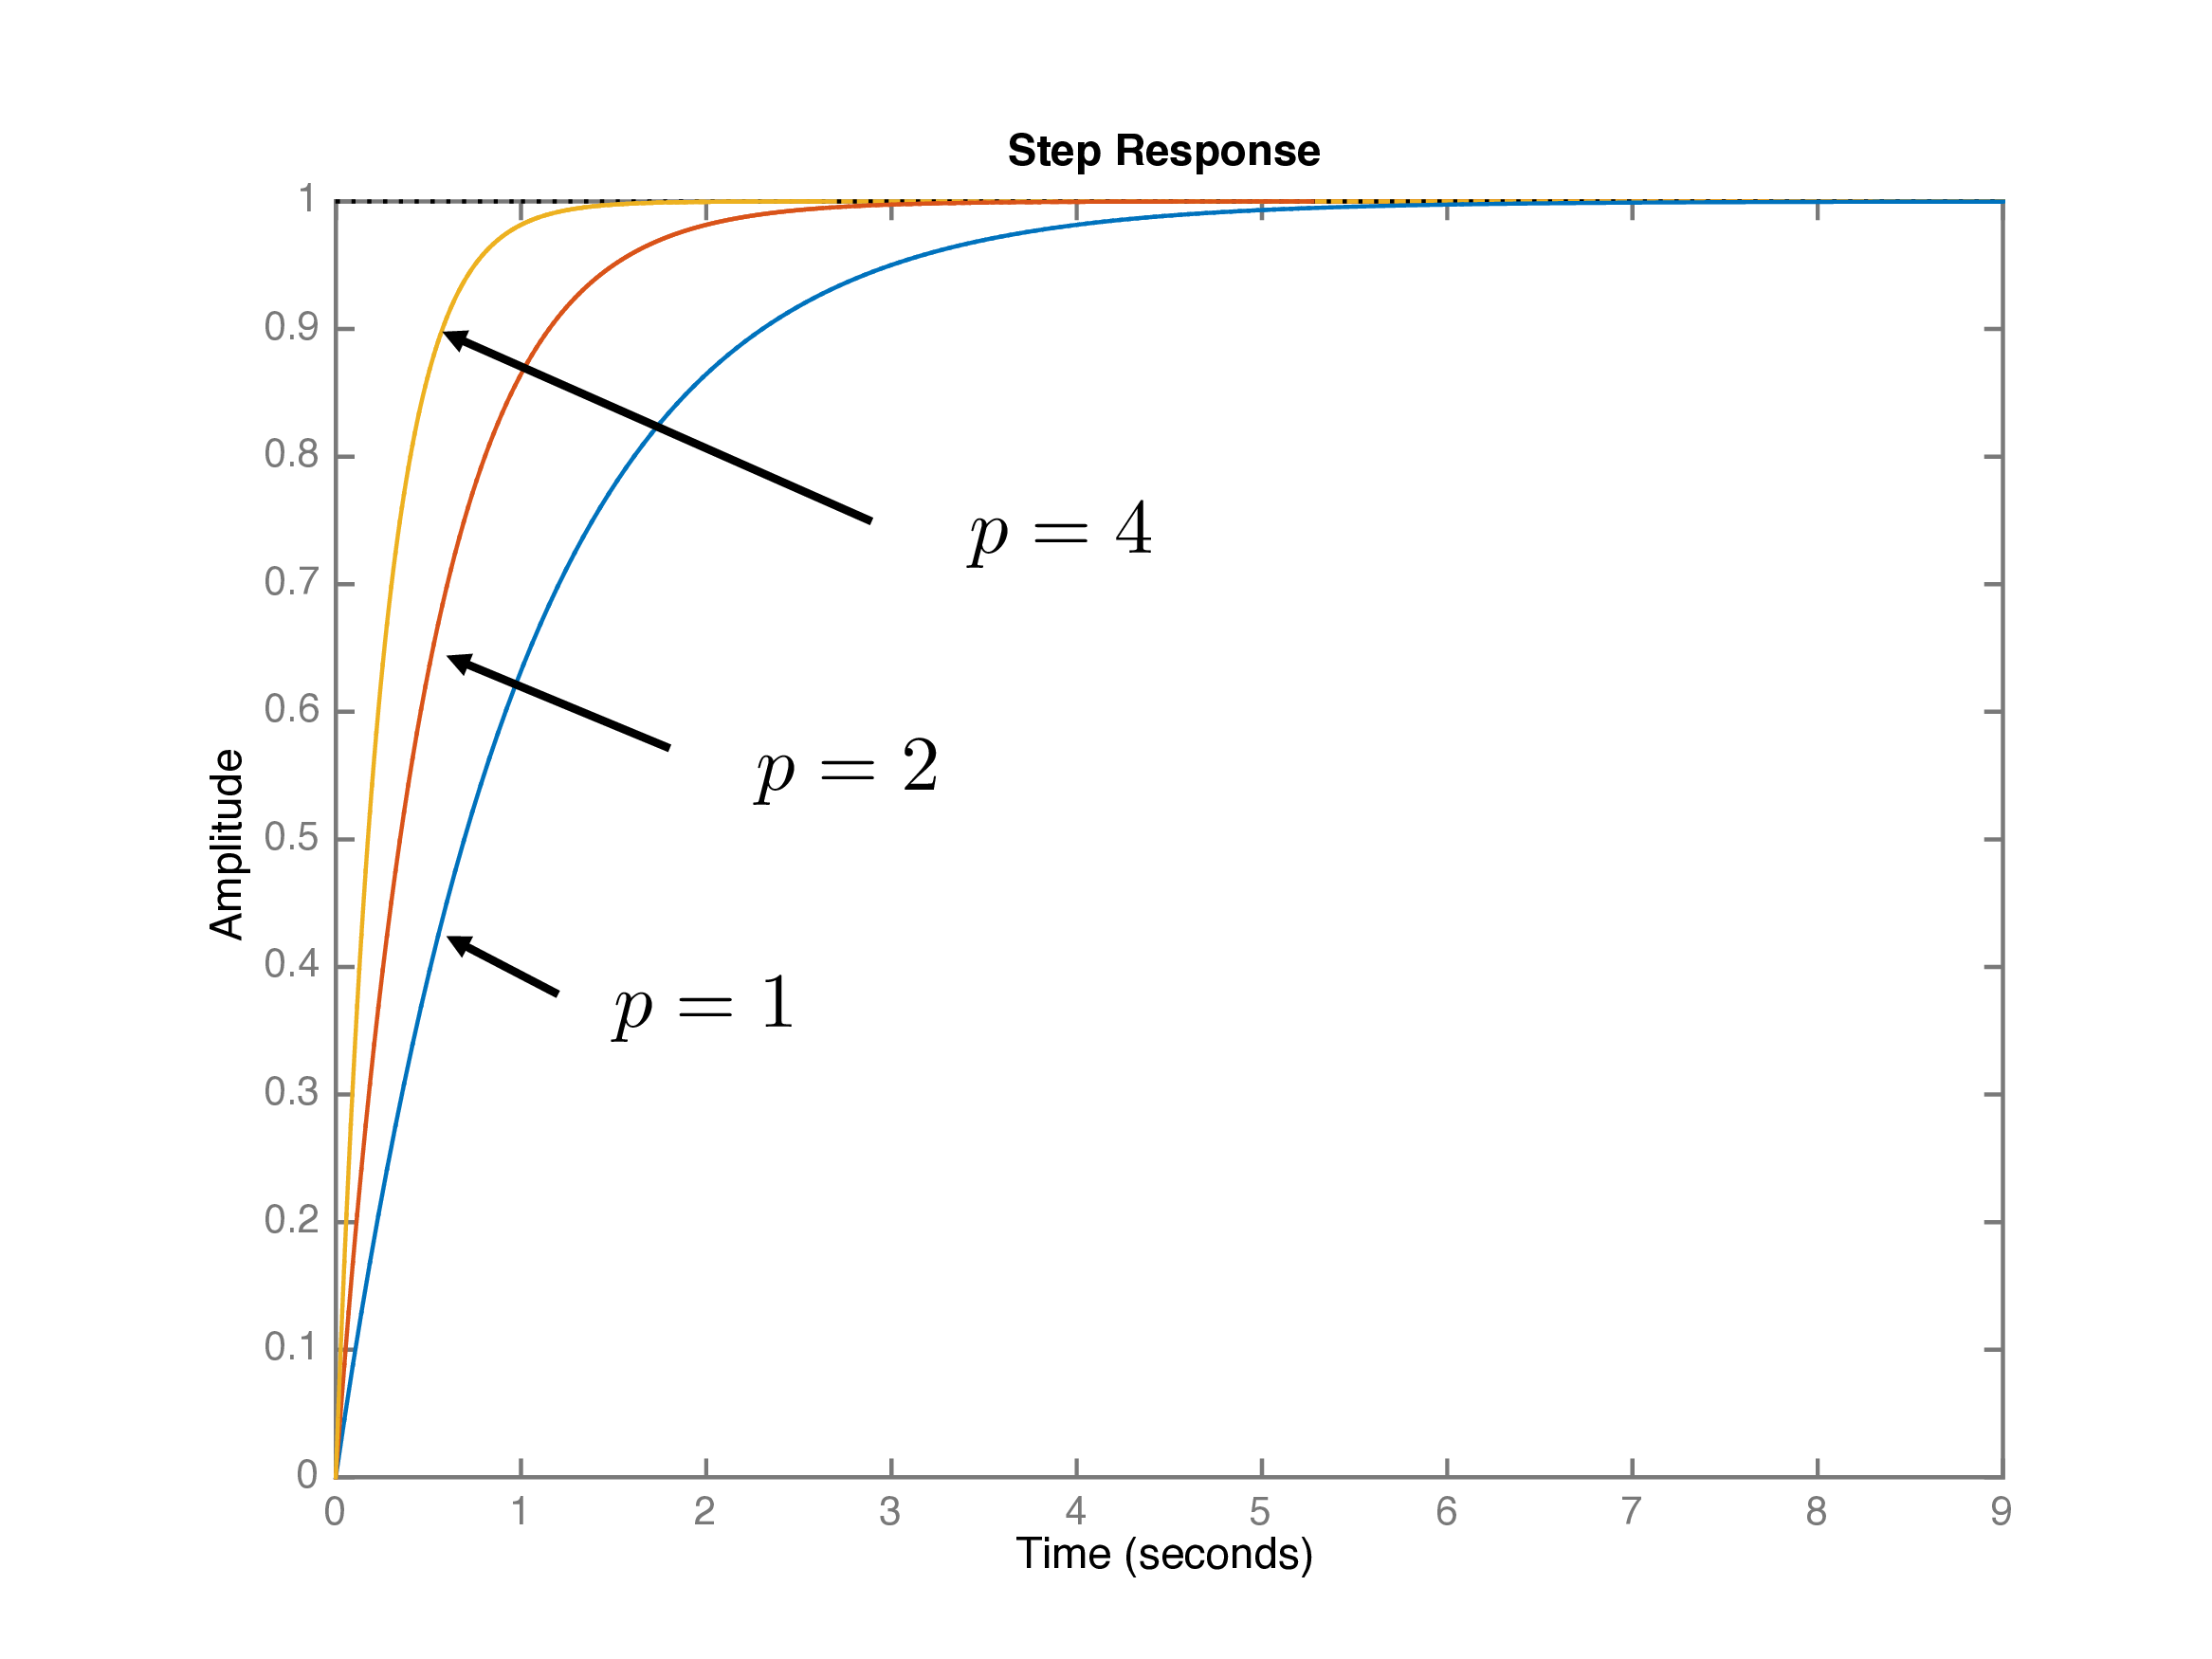 Step Response
1
0.9
0.8
p = 4
0.7
0.6
p = 2
0.5
Amplitude
0.4
p = 1
0.3
0.2
0.1
0
0 1 2 3 4 5 6 7 8 9
Time (seconds)